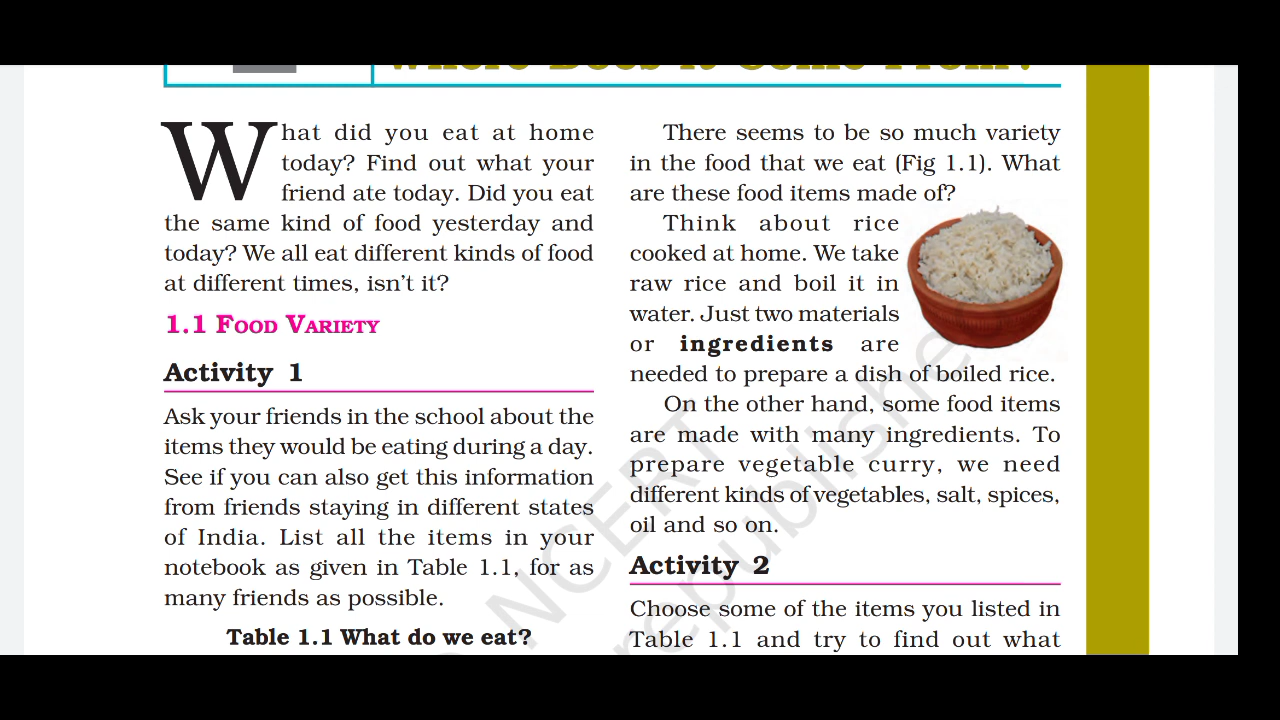 What did you eat at home
today? Find out what your
friend ate today. Did you eat
the same kind of food yesterday and
today? We all eat different kinds of food
at different times, isn't it?
1.1 FOOD VARIETY
Activity 1
Ask your friends in the school about the
items they would be eating during a day.
See if you can also get this information
from friends staying in different states
of India. List all the items in your
notebook as given in Table 1.1, for as
many friends as possible.
Table 1.1 What do we eat?
There seems to be so much variety
in the food that we eat (Fig 1.1). What
are these food items made of?
Think about rice
cooked at home. We take
raw rice and boil it in
water. Just two materials
or ingredients are
needed to prepare a dish of boiled rice.
On the other hand, some food items
are made with many ingredients. To
prepare vegetable curry, we need
different kinds of vegetables, salt, spices,
oil and so on.
Activity 2
Choose some of the items you listed in
Table 1.1 and try to find out what
NCERT